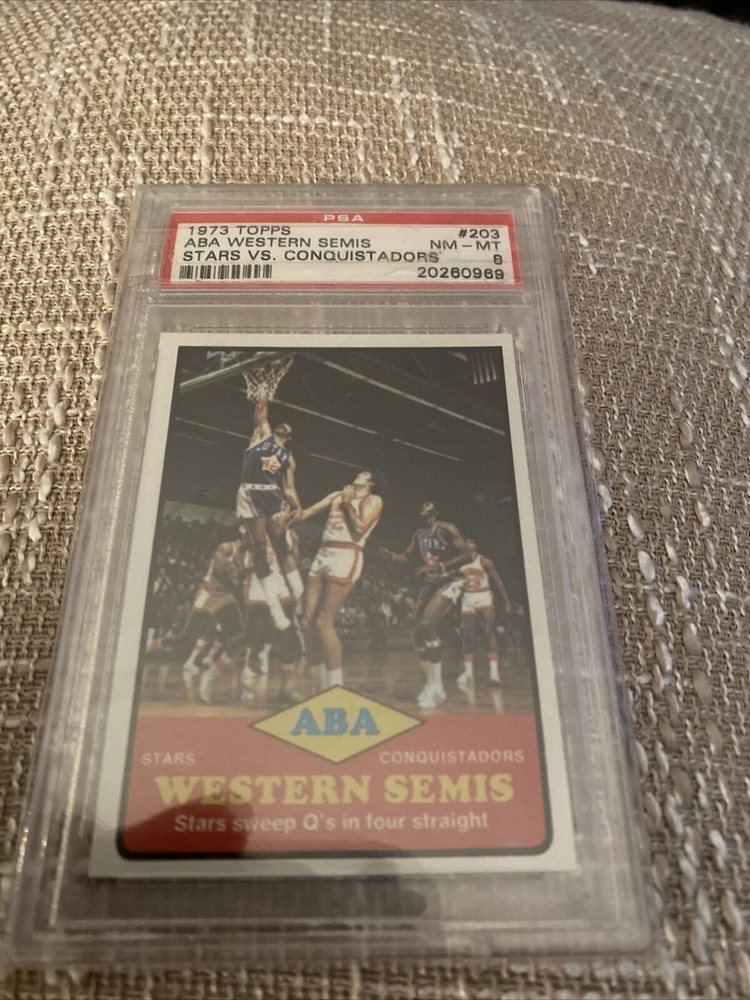 PSA
1973 TOPPS #203
ABA WESTERN SEMIS NM - MT
STARS VS. CONQUISTADORS 8
20260969
ABA
STARS CONQUISTADORS
WESTERN SEMIS
Stars sweep Q's in four straight